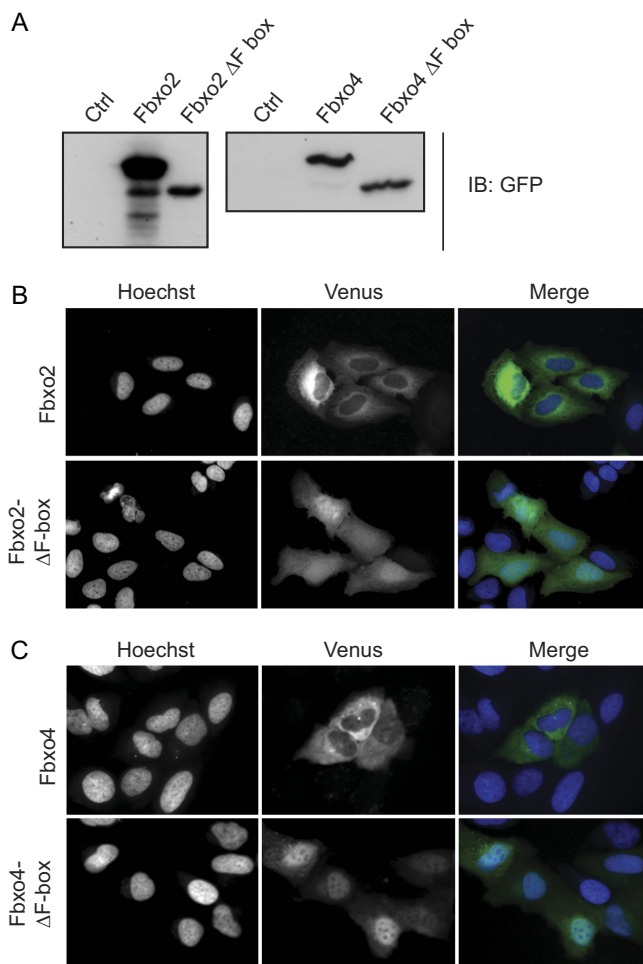 A
Ctrl
Fbxo2
Fbxo2 ΔF box
Ctrl
Fbxo4
Fbxo4 ΔF box
IB: GFP
B
Hoechst
Venus
Merge
Fbxo2
Fbxo2-
ΔF-box
C
Hoechst
Venus
Merge
Fbxo4
Fbxo4-
ΔF-box